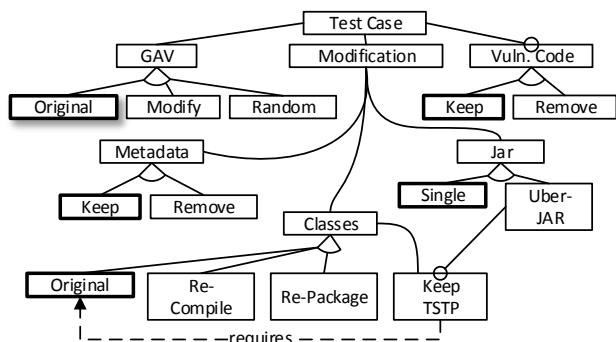 Test Case
GAV
Modification
Vuln. Code
Original
Modify
Random
Keep
Remove
Metadata
Jar
Keep
Remove
Single
Uber-
JAR
Classes
Original
Re-
Compile
Re-Package
Keep
TSTP
requires